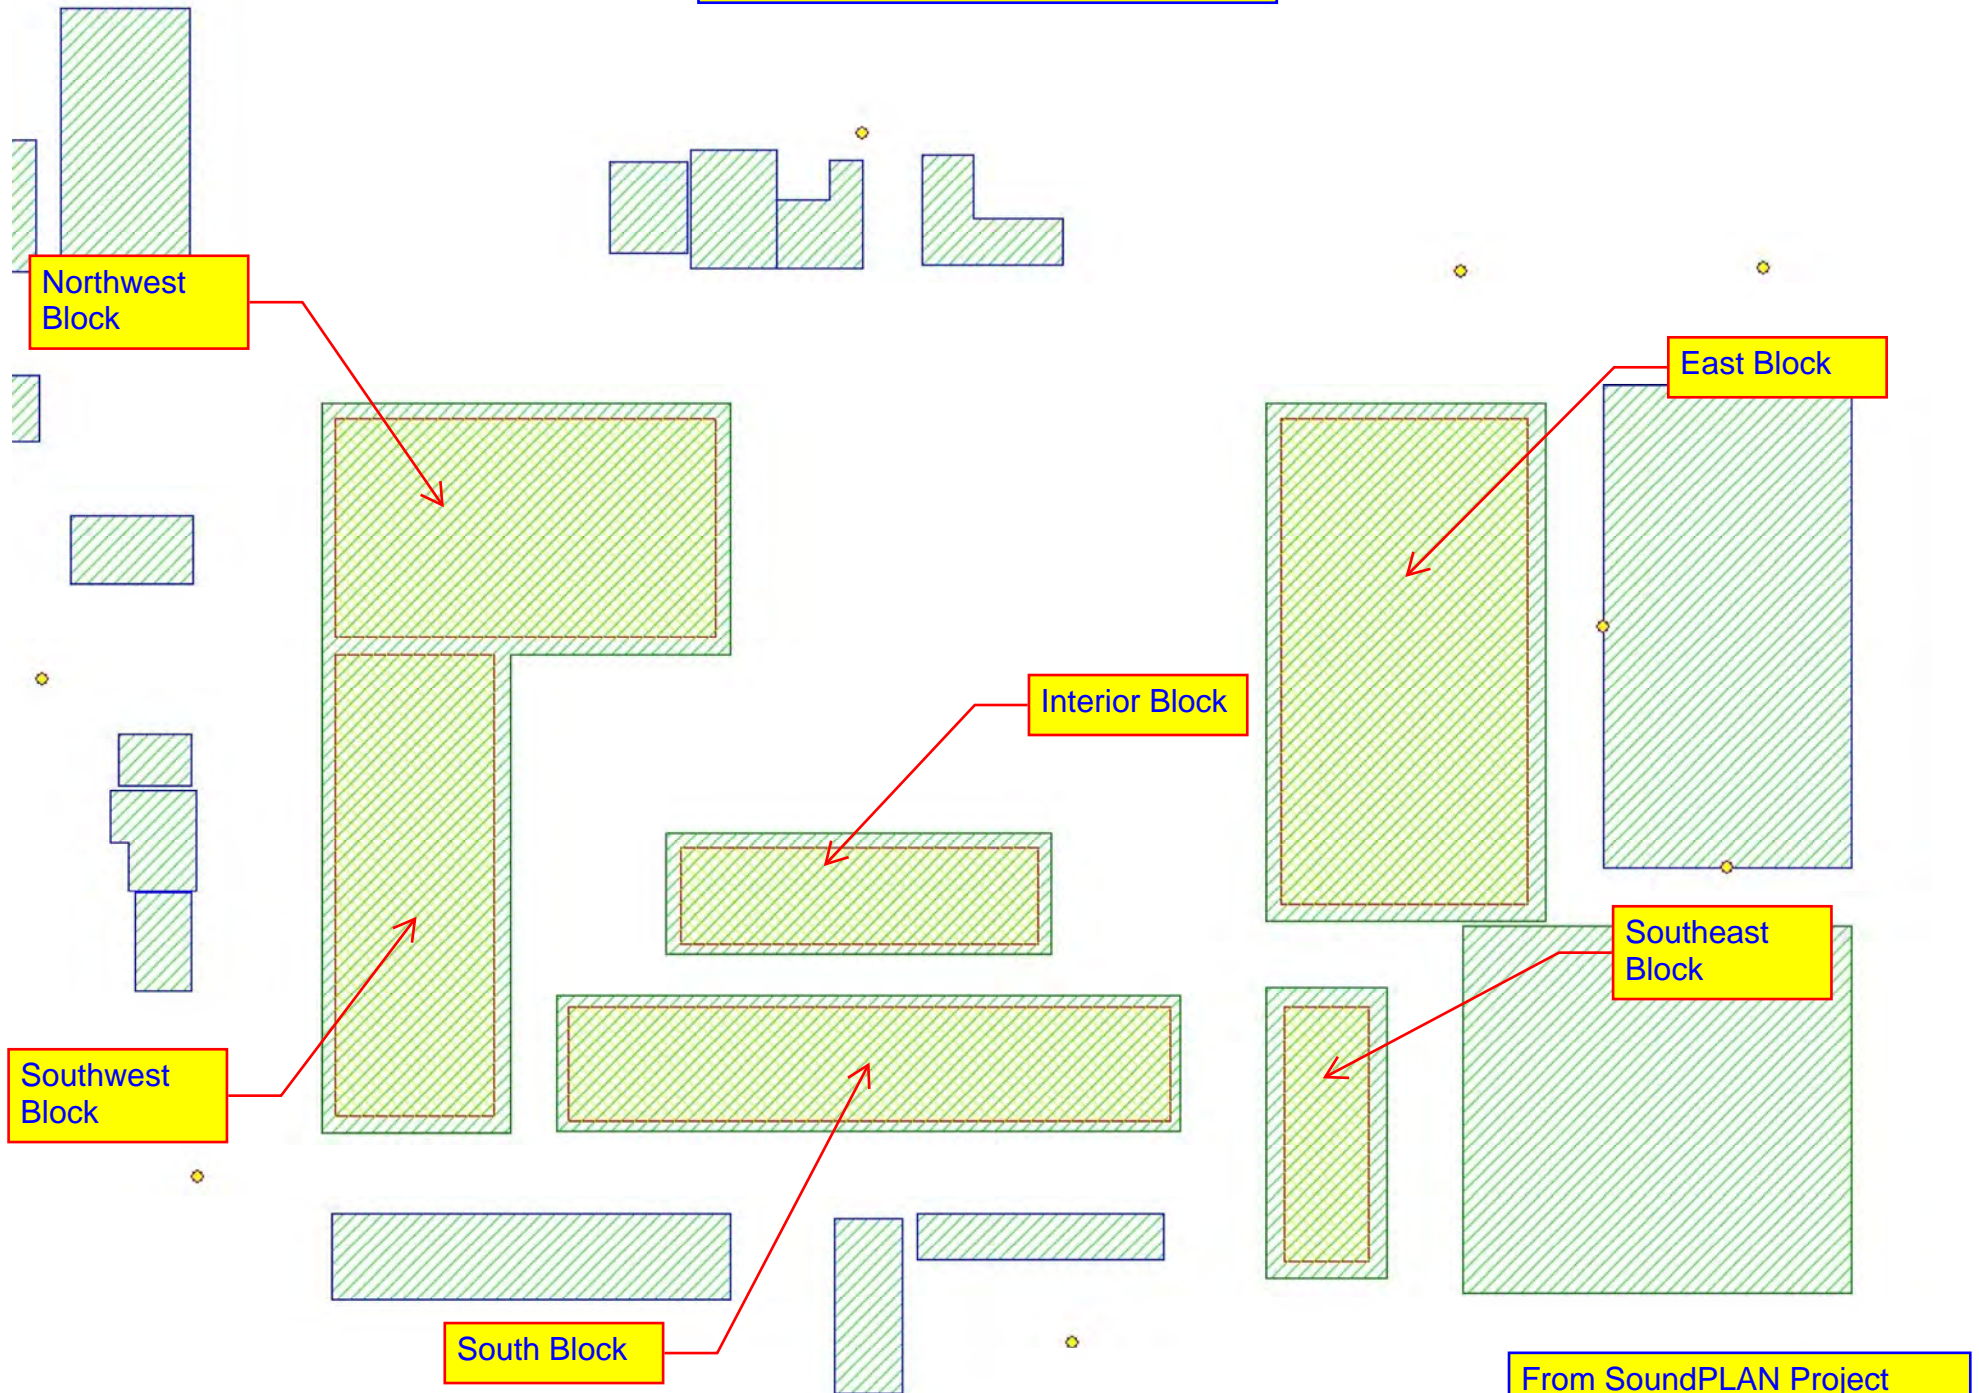 Northwest
Block
East Block
Interior Block
Southeast
Block
Southwest
Block
South Block
From SoundPLAN Project